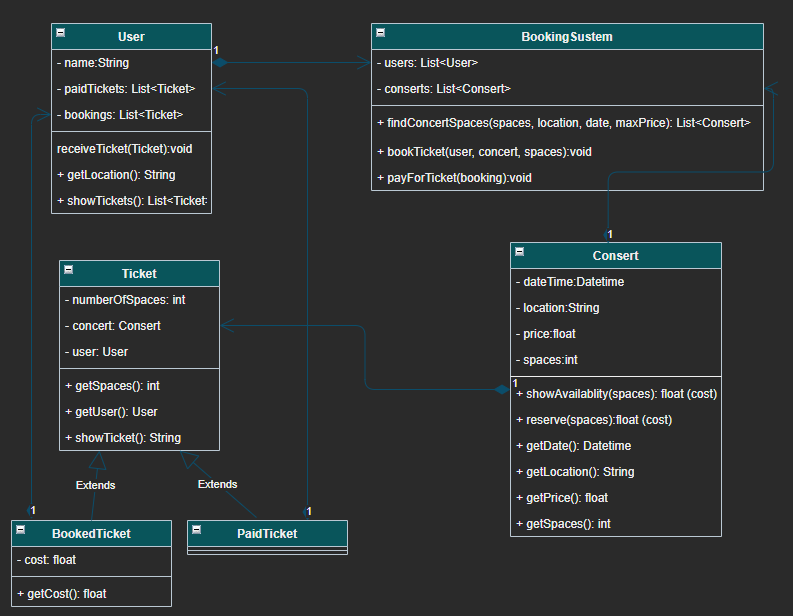 User
1
- name:String
- paidTickets: List<Ticket>
- bookings: List<Ticket>
receiveTicket(Ticket):void
+ getLocation(): String
+ showTickets(): List<Ticket>
BookingSustem
- users: List<User>
- conserts: List<Consert>
+ findConcertSpaces(spaces, location, date, maxPrice): List<Consert>
+ bookTicket(user, concert, spaces):void
+ payForTicket(booking):void
1
Ticket
- numberOfSpaces: int
- concert: Consert
- user: User
+ getSpaces(): int
+ getUser(): User
+ showTicket(): String
Consert
- dateTime:Datetime
- location:String
- price:float
- spaces:int
1
+ showAvailablity(spaces): float (cost)
+ reserve(spaces):float (cost)
+ getDate(): Datetime
+ getLocation(): String
+ getPrice(): float
+ getSpaces(): int
Extends
Extends
1
1
BookedTicket
- cost: float
+ getCost(): float
PaidTicket